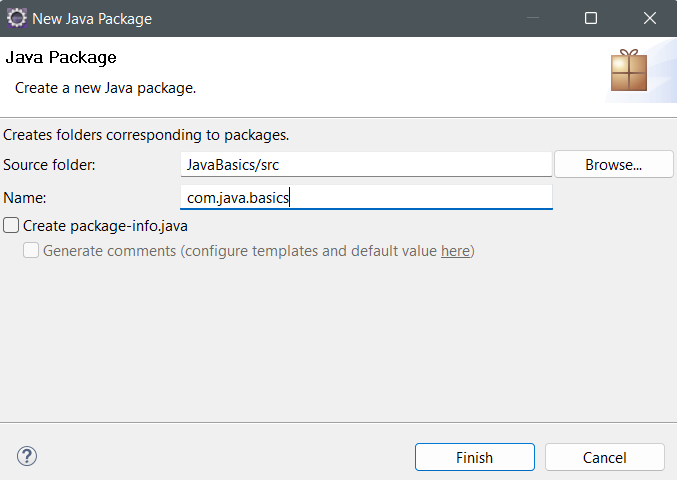 New Java Package
Java Package
Create a new Java package.
Creates folders corresponding to packages.
Source folder: JavaBasics/src Browse...
Name: com.java.basics
Create package-info.java
Generate comments (configure templates and default value here)
? Finish Cancel